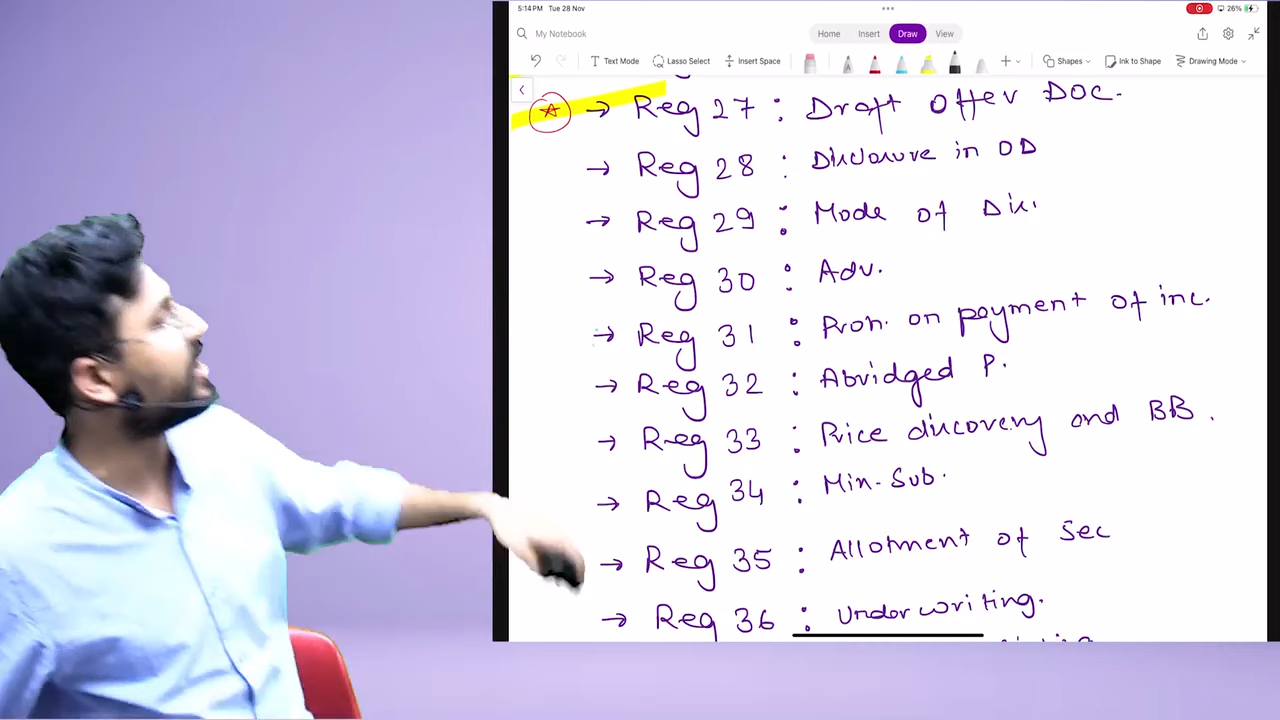 5:14 PM Tue 28 Nov
26%
My Notebook
Home Insert Draw View
Text Mode Lasso Select Insert Space Shapes Ink to Shape Drawing Mode
→ Reg 27 : Draft Offer DOC.
→ Reg 28 : Disclosure in OD
→ Reg 29 : Mode of Dis.
→ Reg 30 : Adv.
→ Reg 31 : Proh. on payment of inc.
→ Reg 32 : Abridged P.
→ Reg 33 : Price discovery and BB.
→ Reg 34 : Min. Sub.
→ Reg 35 : Allotment of Sec
→ Reg 36 : Underwriting.